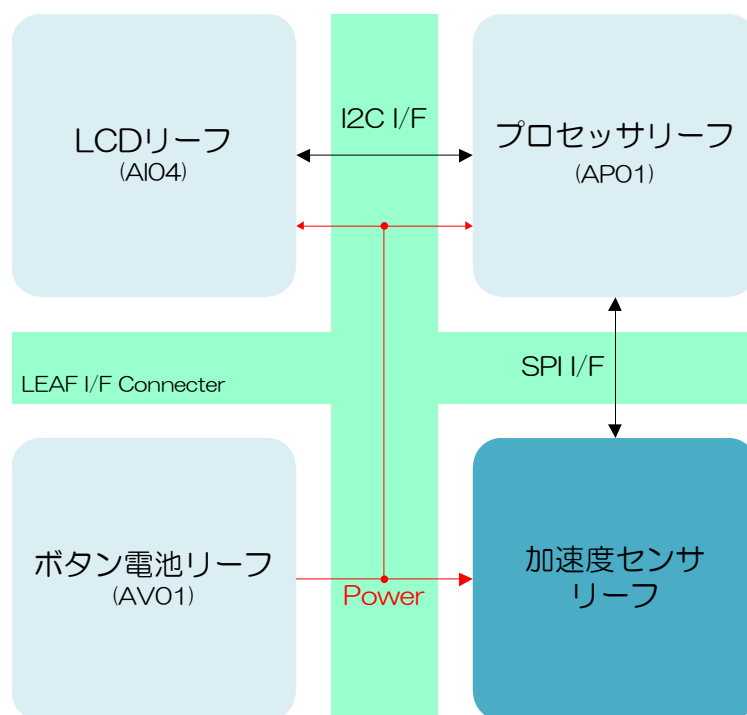 LCDリーフ
(AI04)
I2C I/F
プロセッサリーフ
(AP01)
LEAF I/F Connecter
SPI I/F
ボタン電池リーフ
(AV01)
Power
加速度センサ
リーフ